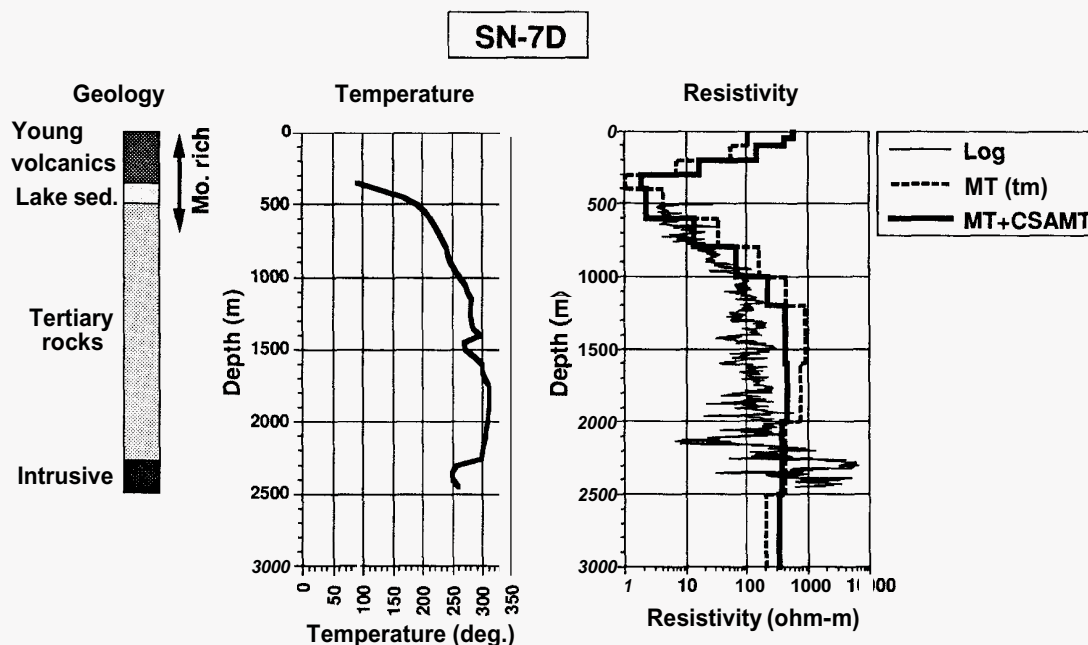 SN-7D
Geology
Young
volcanics
Lake sed.
Mo. rich
Tertiary
rocks
Intrusive
Temperature
Depth (m)
0
500
1000
1500
2000
2500
3000
0
50
100
150
200
250
300
350
Temperature (deg.)
Resistivity
Depth (m)
0
500
1000
1500
2000
2500
3000
1
10
100
1000
Resistivity (ohm-m)
Log
MT (tm)
MT+CSAMT